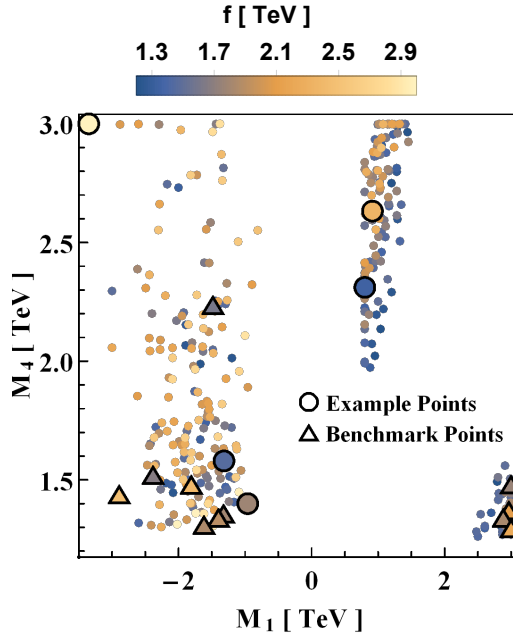 f [ TeV]
1.3 1.7 2.1 2.5 2.9
3.0
2.5
2.0
1.5
M4 [ TeV ]
Example Points
Benchmark Points
−2 0 2
M1 [ TeV ]